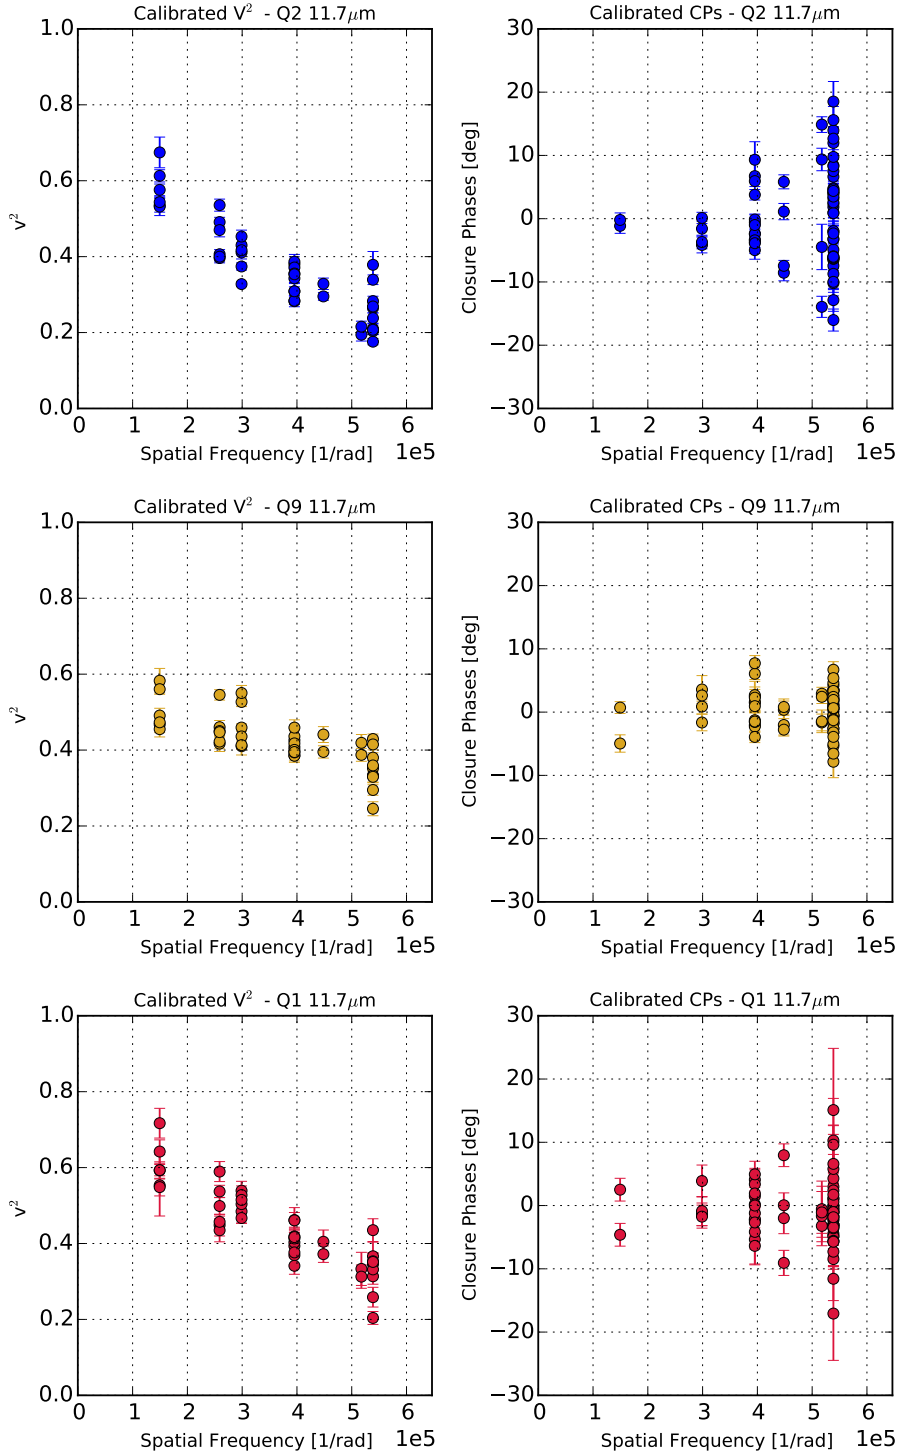 Calibrated V² - Q2 11.7μm
1.0
0.8
0.6
0.4
0.2
0.0
v²
0 1 2 3 4 5 6
Spatial Frequency [1/rad] 1e5
Calibrated CPs - Q2 11.7μm
30
20
10
0
−10
−20
−30
Closure Phases [deg]
0 1 2 3 4 5 6
Spatial Frequency [1/rad] 1e5
Calibrated V² - Q9 11.7μm
1.0
0.8
0.6
0.4
0.2
0.0
v²
0 1 2 3 4 5 6
Spatial Frequency [1/rad] 1e5
Calibrated CPs - Q9 11.7μm
30
20
10
0
−10
−20
−30
Closure Phases [deg]
0 1 2 3 4 5 6
Spatial Frequency [1/rad] 1e5
Calibrated V² - Q1 11.7μm
1.0
0.8
0.6
0.4
0.2
0.0
v²
0 1 2 3 4 5 6
Spatial Frequency [1/rad] 1e5
Calibrated CPs - Q1 11.7μm
30
20
10
0
−10
−20
−30
Closure Phases [deg]
0 1 2 3 4 5 6
Spatial Frequency [1/rad] 1e5